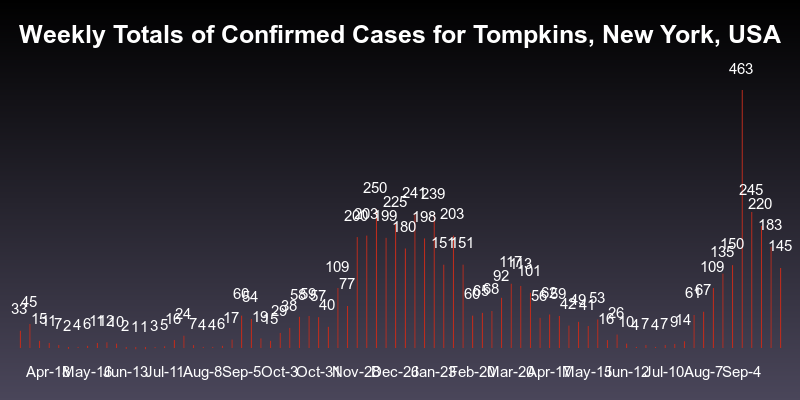 Weekly Totals of Confirmed Cases for Tompkins, New York, USA
463
250 241 239
245
200 203 199 225 180 198 203 220
151 151 150 183
109 135 145
77 92 117 113 101 109
33 45 60 54 38 58 59 57 40 60 65 68 56 62 59 42 49 41 53 61 67
15 11 7 2 4 6 11 12 10 2 1 1 3 5 16 24 7 4 4 6 17 19 15 29 16 26 10 4 7 4 7 9 14
Apr-18 May-16 Jun-13 Jul-11 Aug-8 Sep-5 Oct-3 Oct-31 Nov-28 Dec-26 Jan-23 Feb-20 Mar-20 Apr-17 May-15 Jun-12 Jul-10 Aug-7 Sep-4